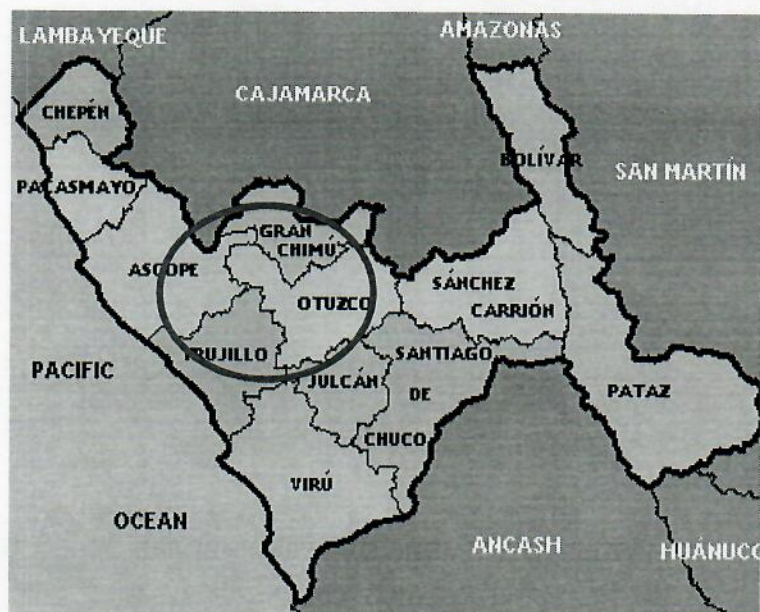 LAMBAYEQUE
AMAZONAS
CHEPÉN
CAJAMARCA
BOLÍVAR
SAN MARTÍN
PACASMAYO
GRAN
CHIMÚ
ASCOPE
SÁNCHEZ
CARRIÓN
OTUZCO
TRUJILLO
SANTIAGO
DE
CHUCO
PACIFIC
JULCÁN
PATAZ
VIRÚ
OCEAN
ANCASH
HUÁNUCO